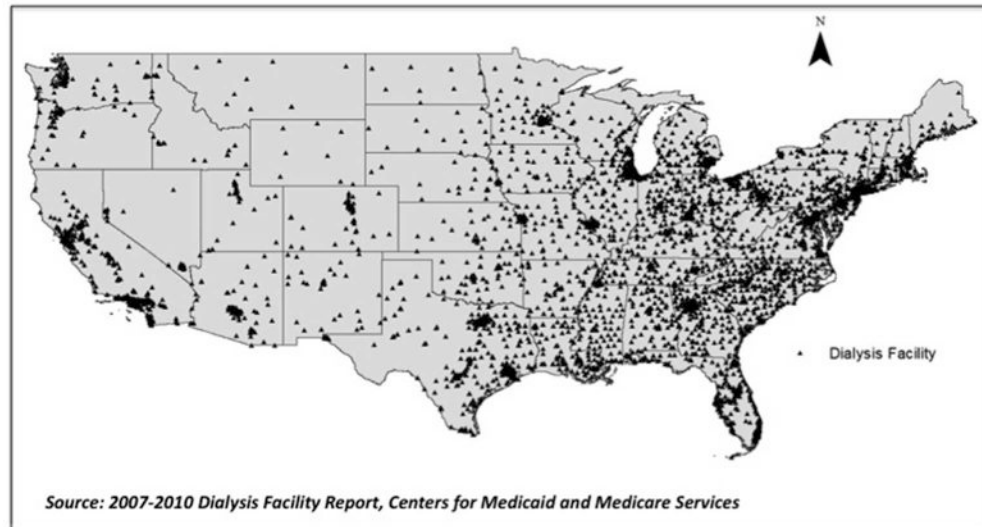 N
Dialysis Facility
Source: 2007-2010 Dialysis Facility Report, Centers for Medicaid and Medicare Services